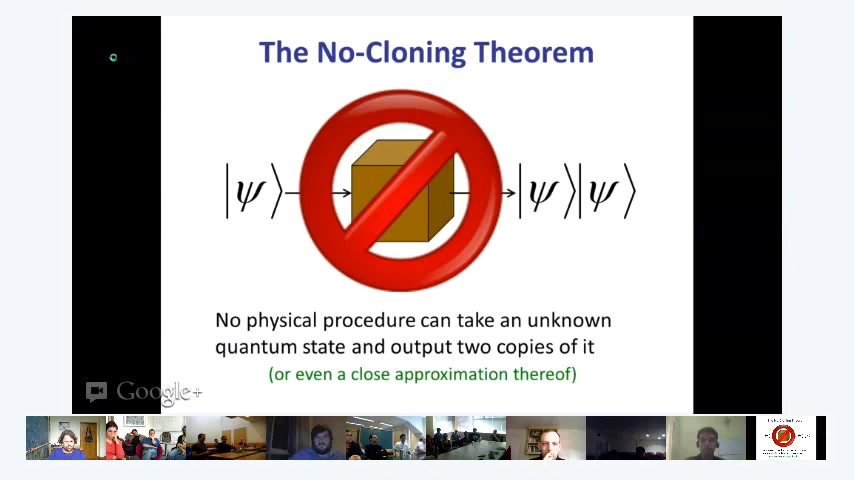 The No-Cloning Theorem
|ψ⟩ |ψ⟩|ψ⟩
No physical procedure can take an unknown
quantum state and output two copies of it
(or even a close approximation thereof)
Google+